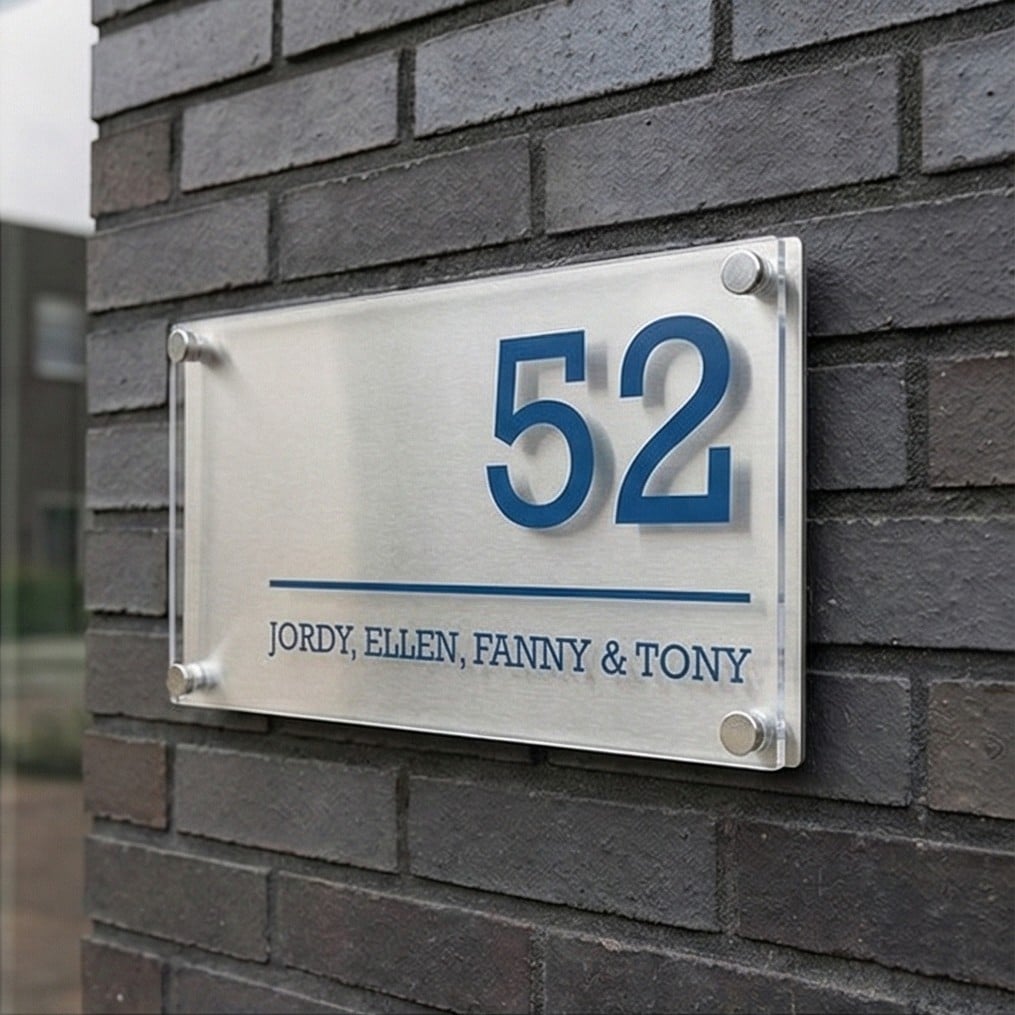 52
JORDY, ELLEN, FANNY & TONY